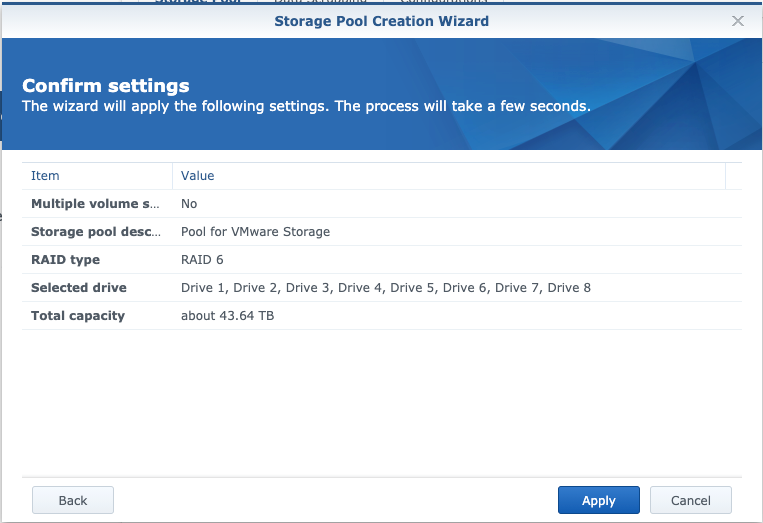 Storage Pool Creation Wizard
Confirm settings
The wizard will apply the following settings. The process will take a few seconds.
Item Value
Multiple volume s... No
Storage pool desc... Pool for VMware Storage
RAID type RAID 6
Selected drive Drive 1, Drive 2, Drive 3, Drive 4, Drive 5, Drive 6, Drive 7, Drive 8
Total capacity about 43.64 TB
Back Apply Cancel